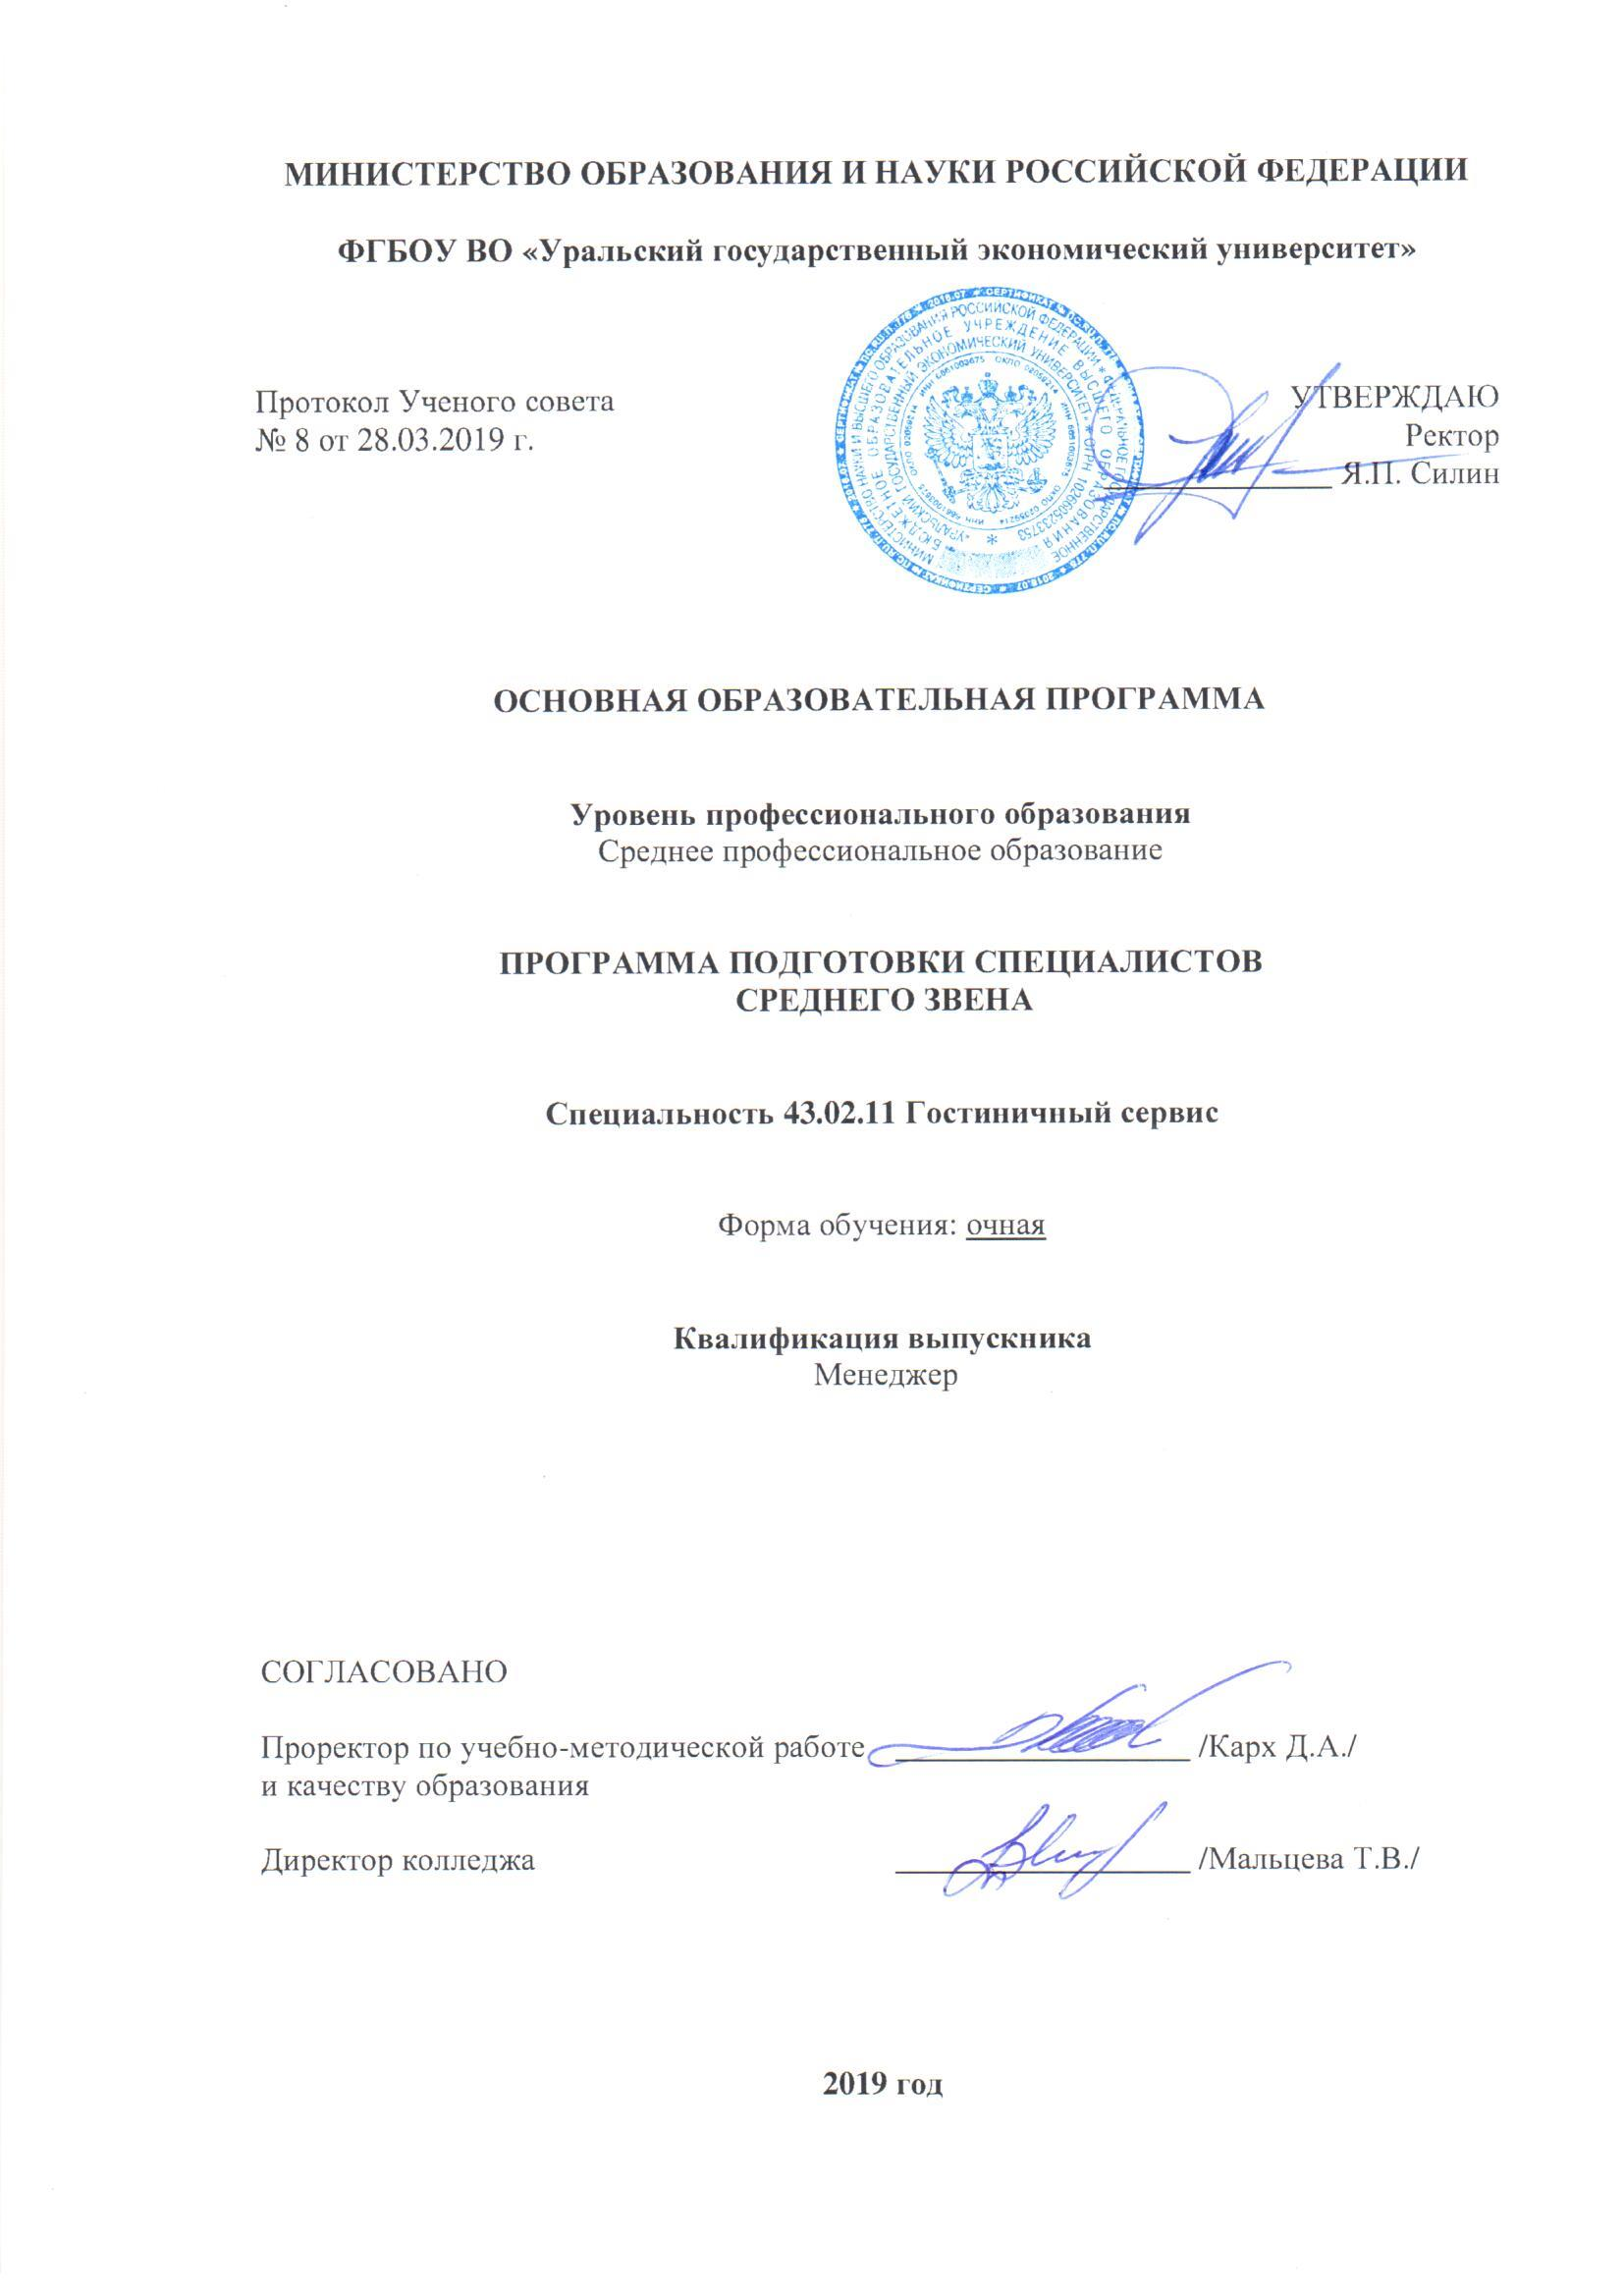 МИНИСТЕРСТВО ОБРАЗОВАНИЯ И НАУКИ РОССИЙСКОЙ ФЕДЕРАЦИИ
ФГБОУ ВО «Уральский государственный экономический университет»
Протокол Ученого совета
№ 8 от 28.03.2019 г.
УТВЕРЖДАЮ
Ректор
Я.П. Силин
ОСНОВНАЯ ОБРАЗОВАТЕЛЬНАЯ ПРОГРАММА
Уровень профессионального образования
Среднее профессиональное образование
ПРОГРАММА ПОДГОТОВКИ СПЕЦИАЛИСТОВ
СРЕДНЕГО ЗВЕНА
Специальность 43.02.11 Гостиничный сервис
Форма обучения: очная
Квалификация выпускника
Менеджер
СОГЛАСОВАНО
Проректор по учебно-методической работе /Карх Д.А./
и качеству образования
Директор колледжа /Мальцева Т.В./
2019 год